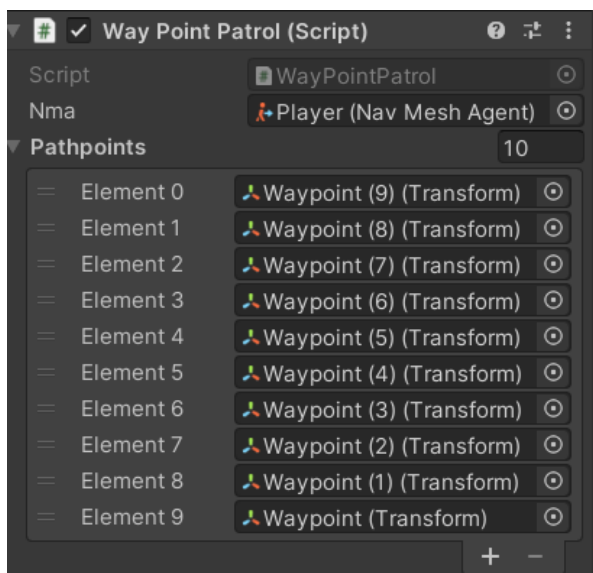 # Way Point Patrol (Script)
Script # WayPointPatrol
Nma Player (Nav Mesh Agent)
Pathpoints 10
Element 0 Waypoint (9) (Transform)
Element 1 Waypoint (8) (Transform)
Element 2 Waypoint (7) (Transform)
Element 3 Waypoint (6) (Transform)
Element 4 Waypoint (5) (Transform)
Element 5 Waypoint (4) (Transform)
Element 6 Waypoint (3) (Transform)
Element 7 Waypoint (2) (Transform)
Element 8 Waypoint (1) (Transform)
Element 9 Waypoint (Transform)
+ −